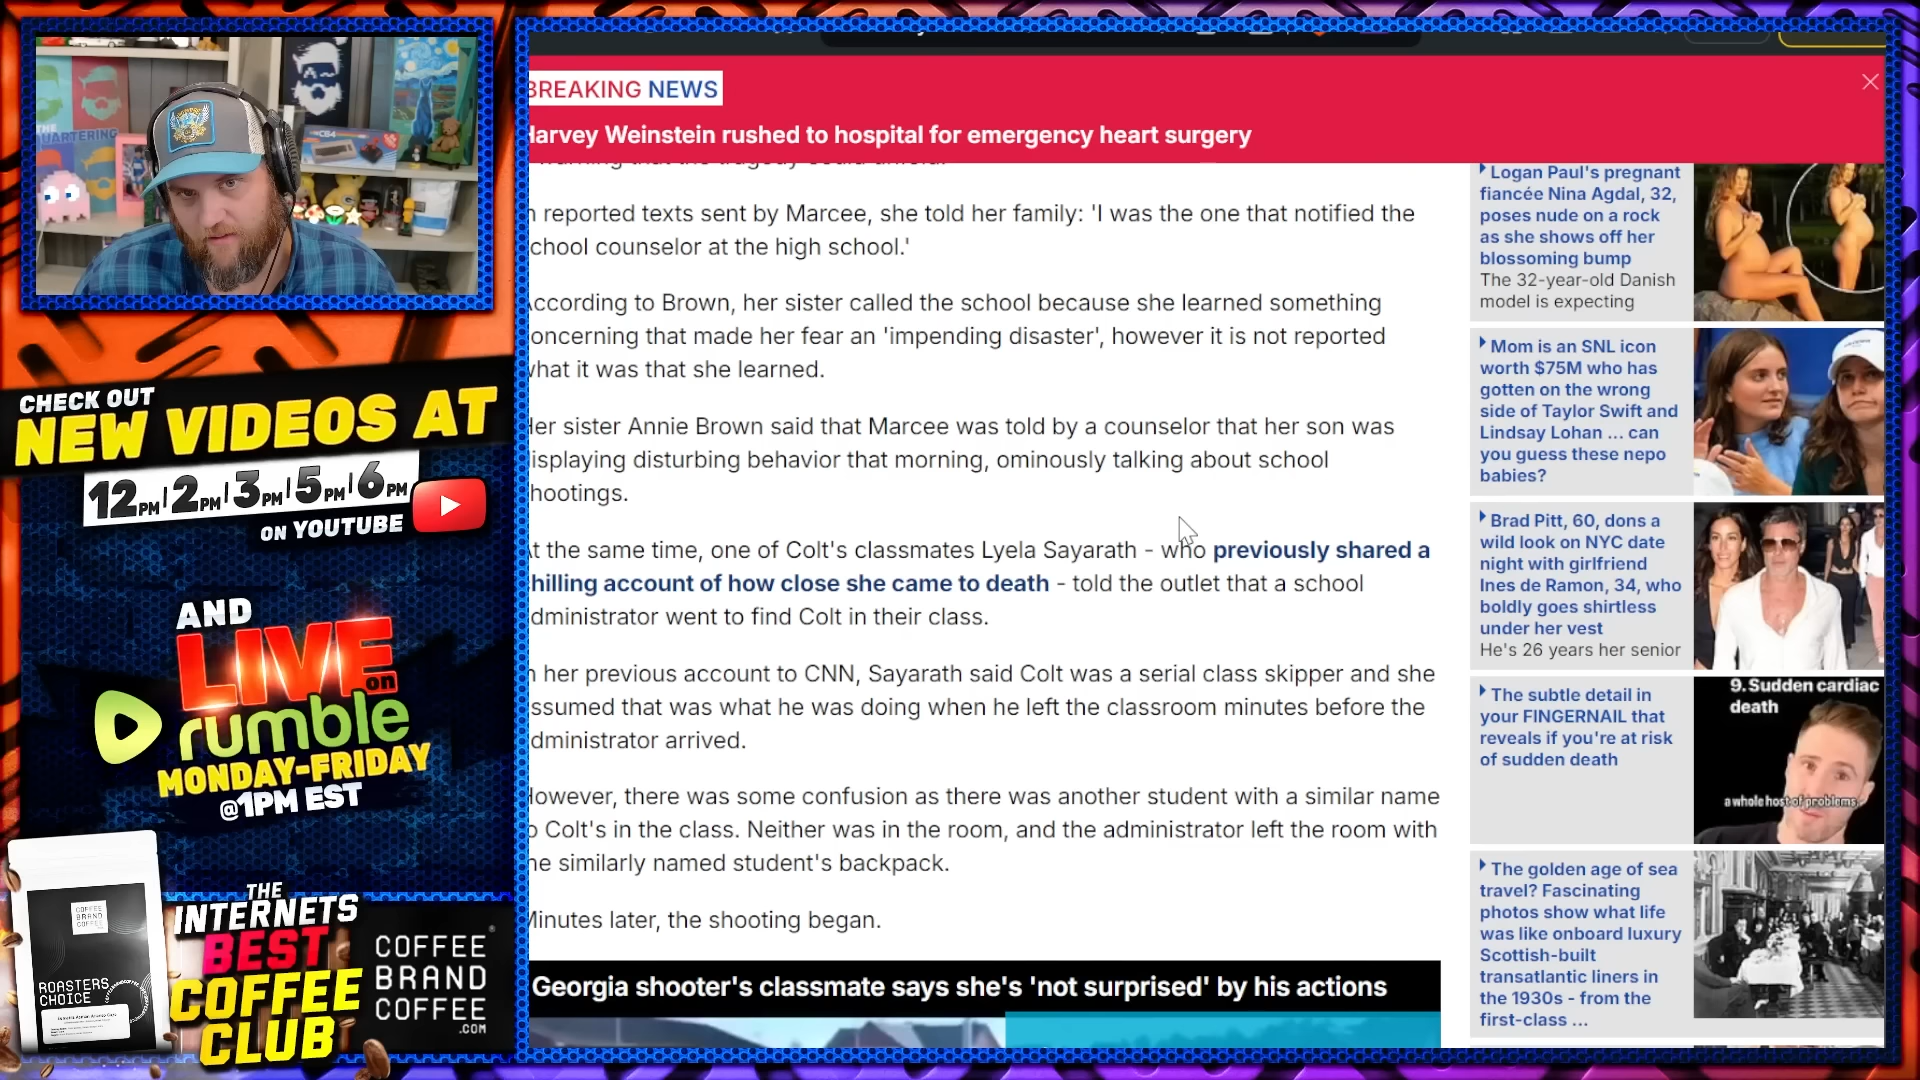 THE
QUARTERING
C64
CHECK OUT
NEW VIDEOS AT
12PM | 2PM | 3PM | 5PM | 6PM
ON YOUTUBE
AND
LIVE on
rumble
MONDAY-FRIDAY
@1PM EST
COFFEE
BRAND
COFFEE
ROASTERS
CHOICE
THE
INTERNETS
BEST
COFFEE
CLUB
COFFEE
BRAND
COFFEE
.COM
BREAKING NEWS
Harvey Weinstein rushed to hospital for emergency heart surgery
n reported texts sent by Marcee, she told her family: 'I was the one that notified the
chool counselor at the high school.'
According to Brown, her sister called the school because she learned something
oncerning that made her fear an 'impending disaster', however it is not reported
what it was that she learned.
Her sister Annie Brown said that Marcee was told by a counselor that her son was
isplaying disturbing behavior that morning, ominously talking about school
hootings.
At the same time, one of Colt's classmates Lyela Sayarath - who previously shared a
hilling account of how close she came to death - told the outlet that a school
dministrator went to find Colt in their class.
n her previous account to CNN, Sayarath said Colt was a serial class skipper and she
ssumed that was what he was doing when he left the classroom minutes before the
dministrator arrived.
However, there was some confusion as there was another student with a similar name
o Colt's in the class. Neither was in the room, and the administrator left the room with
he similarly named student's backpack.
Minutes later, the shooting began.
Georgia shooter's classmate says she's 'not surprised' by his actions
Logan Paul's pregnant
fiancée Nina Agdal, 32,
poses nude on a rock
as she shows off her
blossoming bump
The 32-year-old Danish
model is expecting
Mom is an SNL icon
worth $75M who has
gotten on the wrong
side of Taylor Swift and
Lindsay Lohan ... can
you guess these nepo
babies?
Brad Pitt, 60, dons a
wild look on NYC date
night with girlfriend
Ines de Ramon, 34, who
boldly goes shirtless
under her vest
He's 26 years her senior
The subtle detail in
your FINGERNAIL that
reveals if you're at risk
of sudden death
9. Sudden cardiac
death
a whole host of problems,
The golden age of sea
travel? Fascinating
photos show what life
was like onboard luxury
Scottish-built
transatlantic liners in
the 1930s - from the
first-class ...